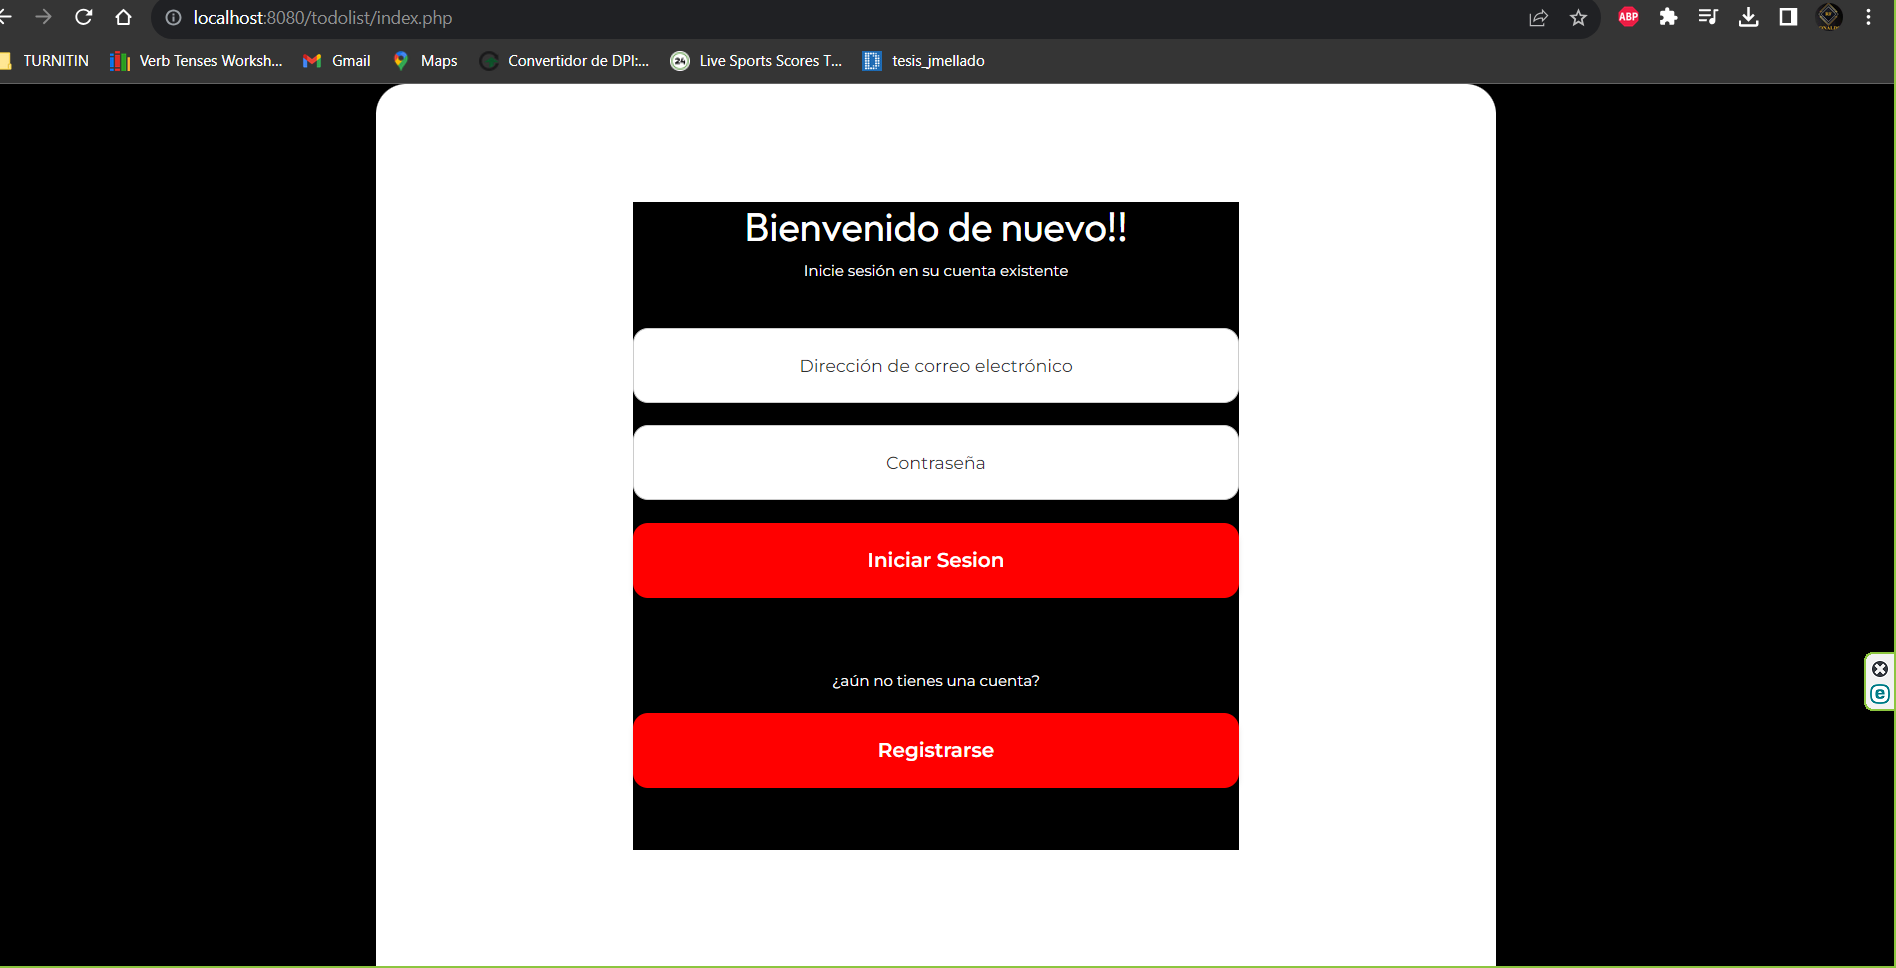 localhost:8080/todolist/index.php
ABP
TURNITIN
Verb Tenses Worksh...
Gmail
Maps
Convertidor de DPI:...
24
Live Sports Scores T...
tesis_jmellado
Bienvenido de nuevo!!
Inicie sesión en su cuenta existente
Dirección de correo electrónico
Contraseña
Iniciar Sesion
¿aún no tienes una cuenta?
Registrarse